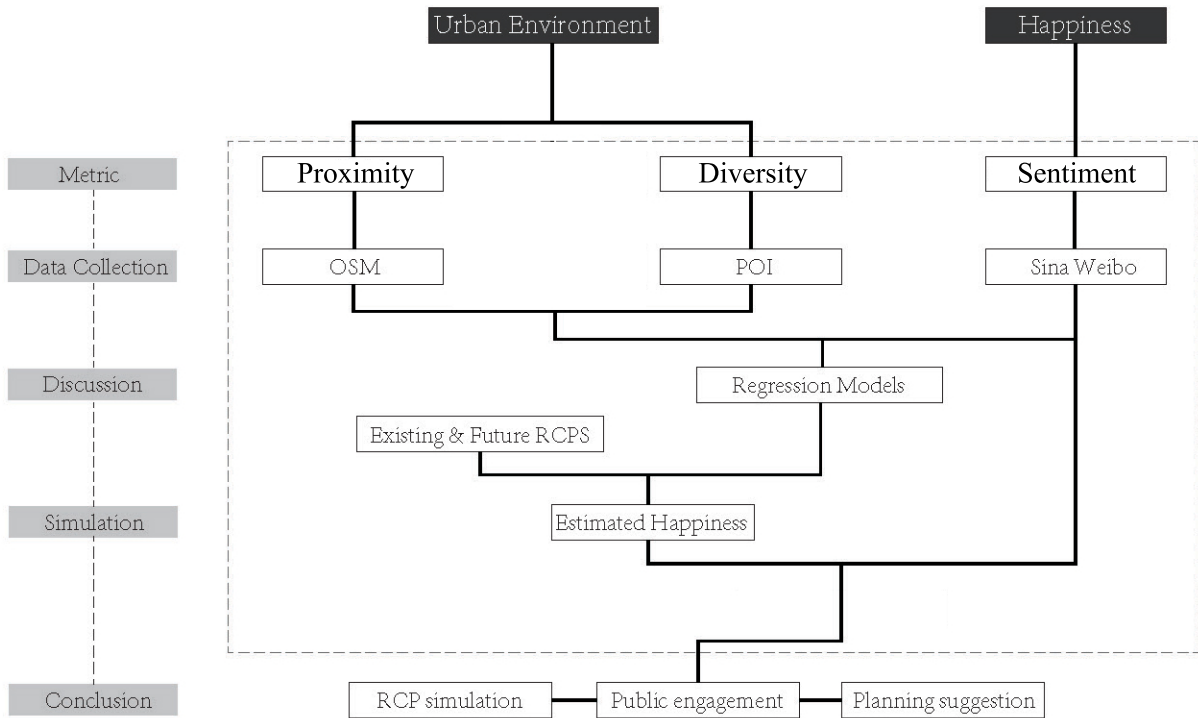 Urban Environment
Happiness
Metric
Proximity
Diversity
Sentiment
Data Collection
OSM
POI
Sina Weibo
Discussion
Regression Models
Existing & Future RCPS
Simulation
Estimated Happiness
Conclusion
RCP simulation
Public engagement
Planning suggestion